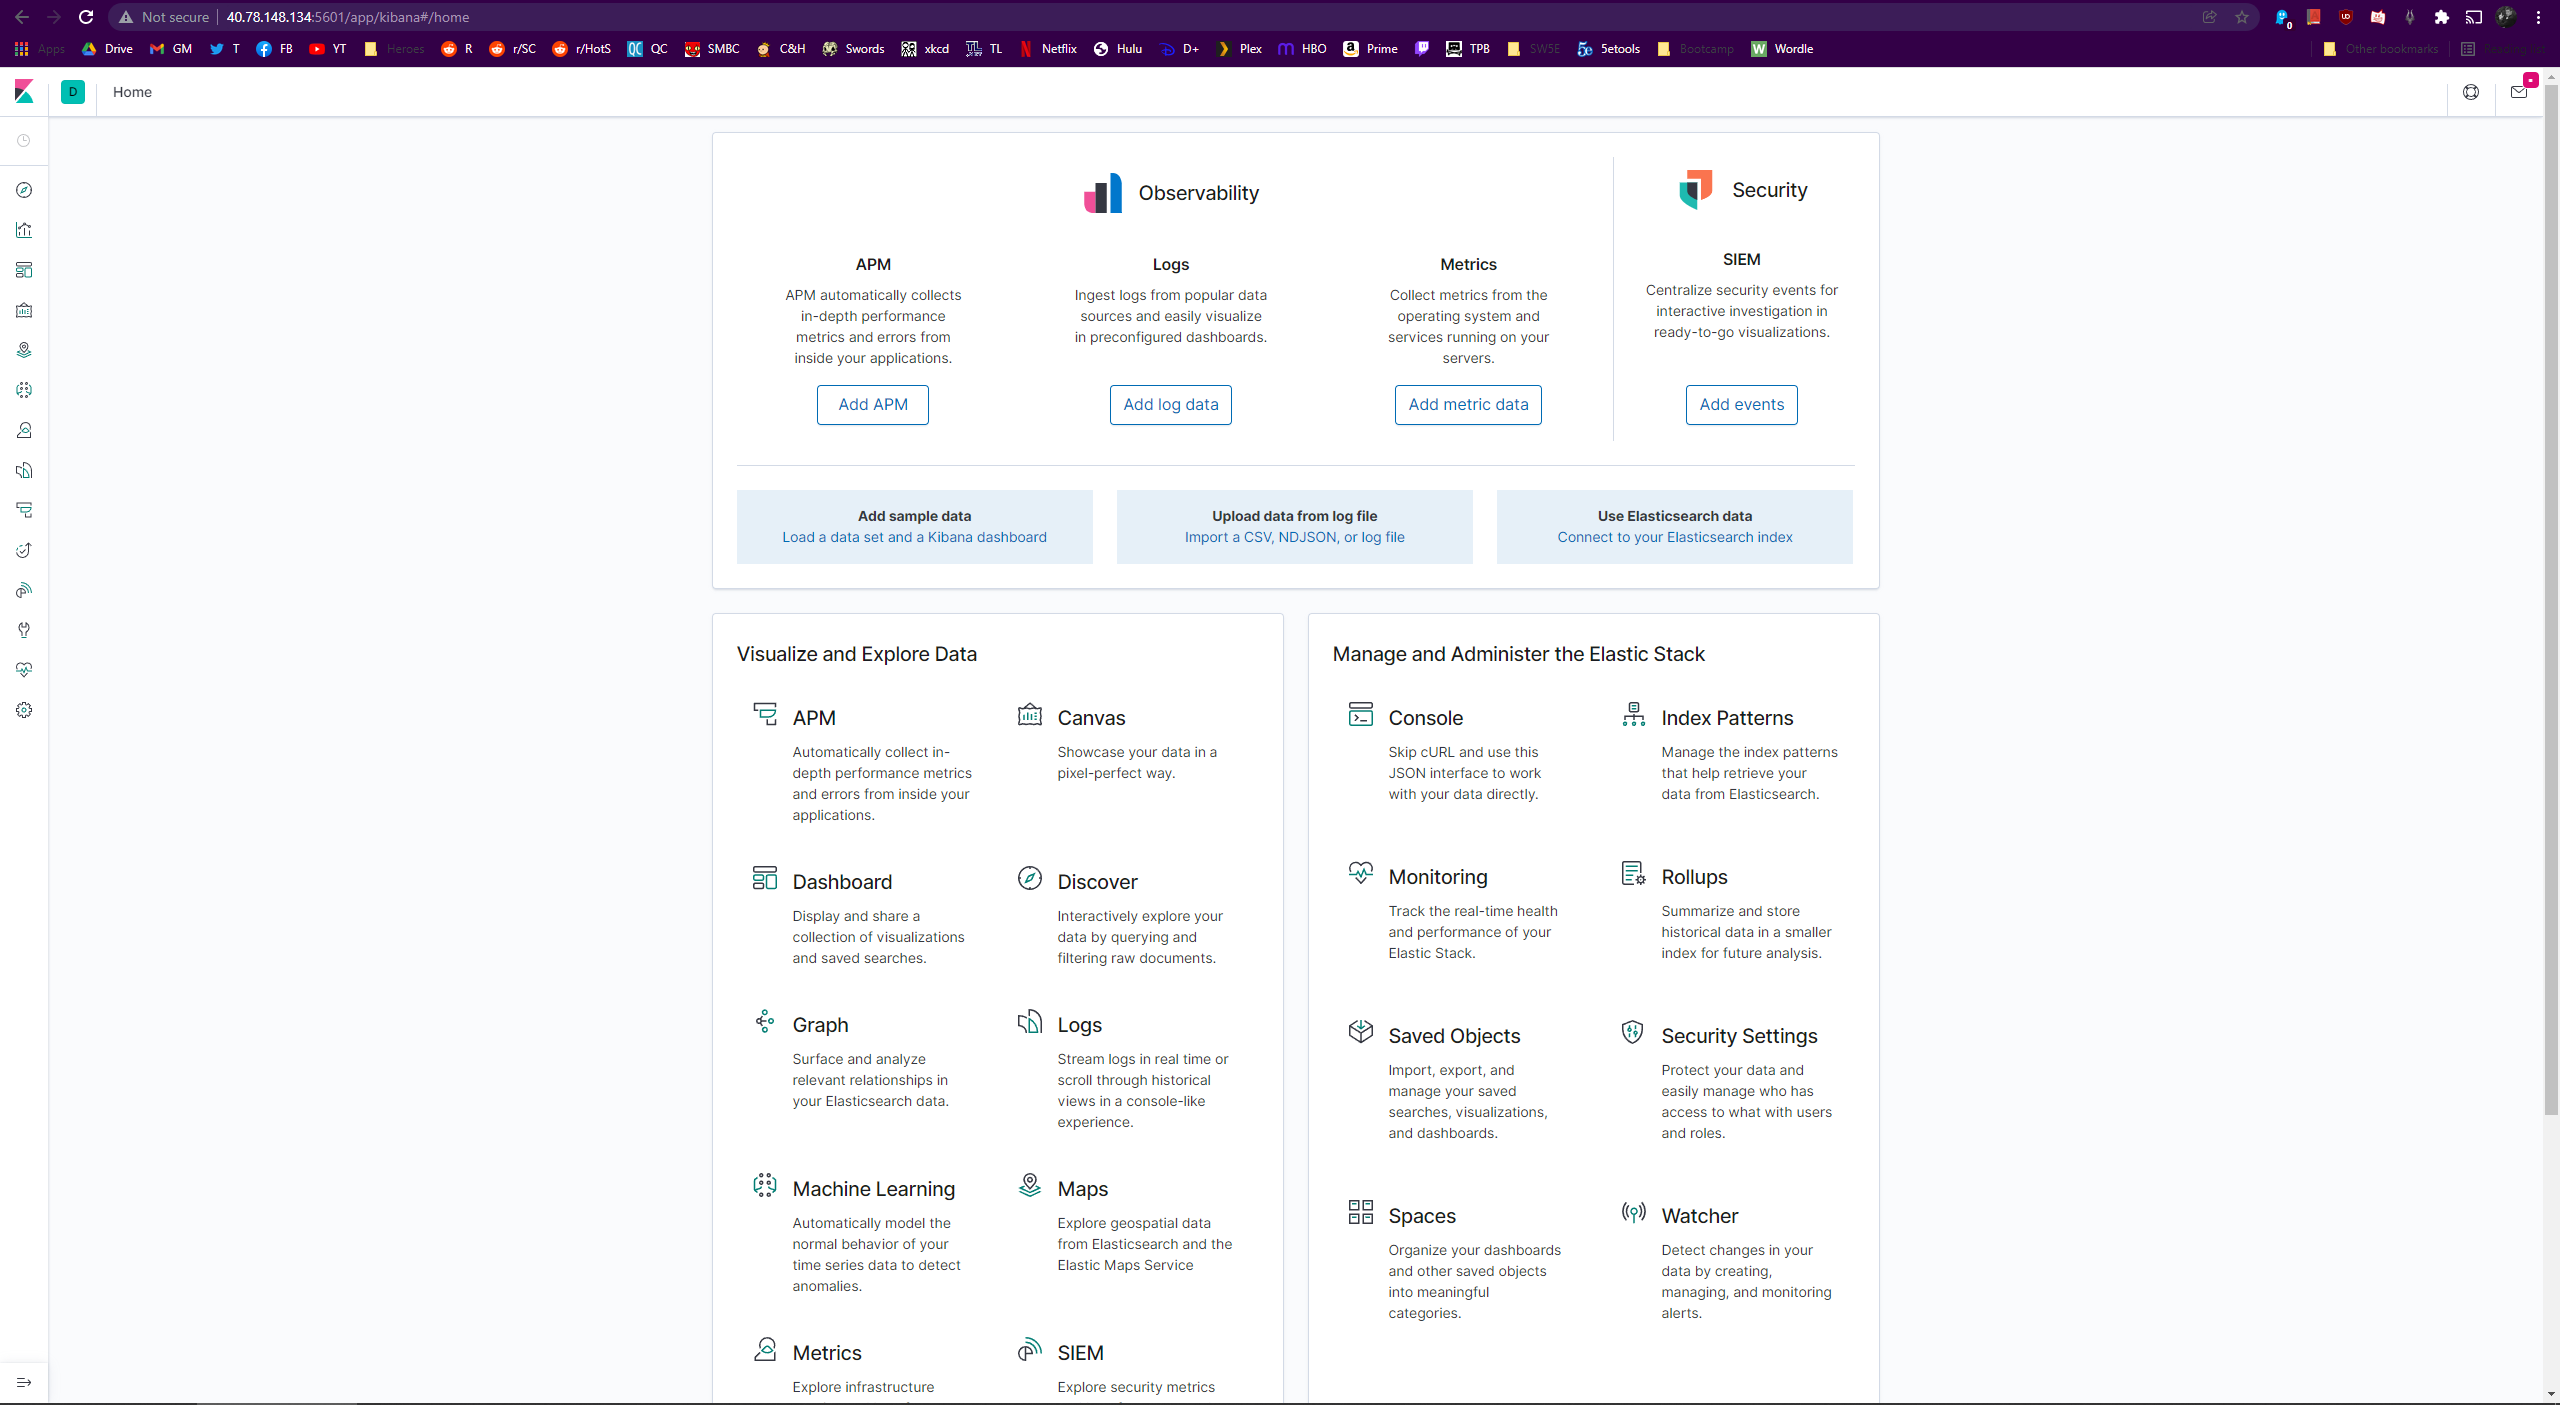 Not secure
40.78.148.134:5601/app/kibana#/home
Apps Drive GM T FB YT Heroes R r/SC r/HotS QC SMBC C&H Swords xkcd TL Netflix Hulu D+ Plex HBO Prime TPB SW5E 5etools Bootcamp Wordle Other bookmarks
D Home
Observability
Security
APM
APM automatically collects
in-depth performance
metrics and errors from
inside your applications.
Add APM
Logs
Ingest logs from popular data
sources and easily visualize
in preconfigured dashboards.
Add log data
Metrics
Collect metrics from the
operating system and
services running on your
servers.
Add metric data
SIEM
Centralize security events for
interactive investigation in
ready-to-go visualizations.
Add events
Add sample data
Load a data set and a Kibana dashboard
Upload data from log file
Import a CSV, NDJSON, or log file
Use Elasticsearch data
Connect to your Elasticsearch index
Visualize and Explore Data
APM
Automatically collect in-
depth performance metrics
and errors from inside your
applications.
Canvas
Showcase your data in a
pixel-perfect way.
Dashboard
Display and share a
collection of visualizations
and saved searches.
Discover
Interactively explore your
data by querying and
filtering raw documents.
Graph
Surface and analyze
relevant relationships in
your Elasticsearch data.
Logs
Stream logs in real time or
scroll through historical
views in a console-like
experience.
Machine Learning
Automatically model the
normal behavior of your
time series data to detect
anomalies.
Maps
Explore geospatial data
from Elasticsearch and the
Elastic Maps Service
Metrics
Explore infrastructure
SIEM
Explore security metrics
Manage and Administer the Elastic Stack
Console
Skip cURL and use this
JSON interface to work
with your data directly.
Index Patterns
Manage the index patterns
that help retrieve your
data from Elasticsearch.
Monitoring
Track the real-time health
and performance of your
Elastic Stack.
Rollups
Summarize and store
historical data in a smaller
index for future analysis.
Saved Objects
Import, export, and
manage your saved
searches, visualizations,
and dashboards.
Security Settings
Protect your data and
easily manage who has
access to what with users
and roles.
Spaces
Organize your dashboards
and other saved objects
into meaningful
categories.
Watcher
Detect changes in your
data by creating,
managing, and monitoring
alerts.